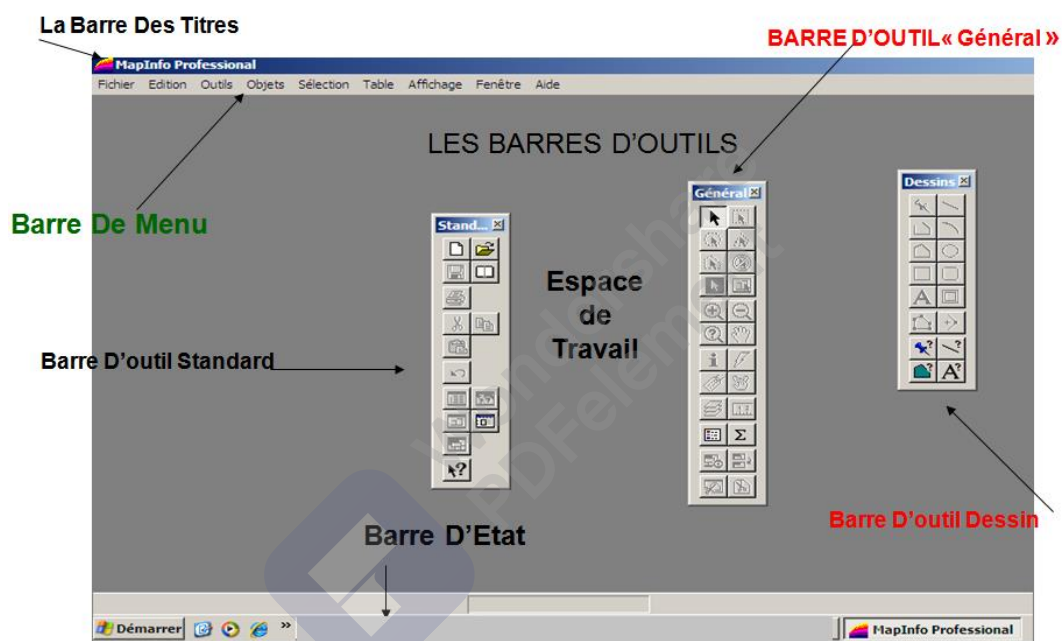 La Barre Des Titres
BARRE D'OUTIL« Général »
MapInfo Professional
Fichier Edition Outils Objets Sélection Table Affichage Fenêtre Aide
LES BARRES D'OUTILS
Barre De Menu
Stand...
Général
Dessins
Espace
de
Travail
Barre D'outil Standard
Barre D'outil Dessin
Barre D'Etat
Wondershare
PDFelement
Démarrer
»
MapInfo Professional